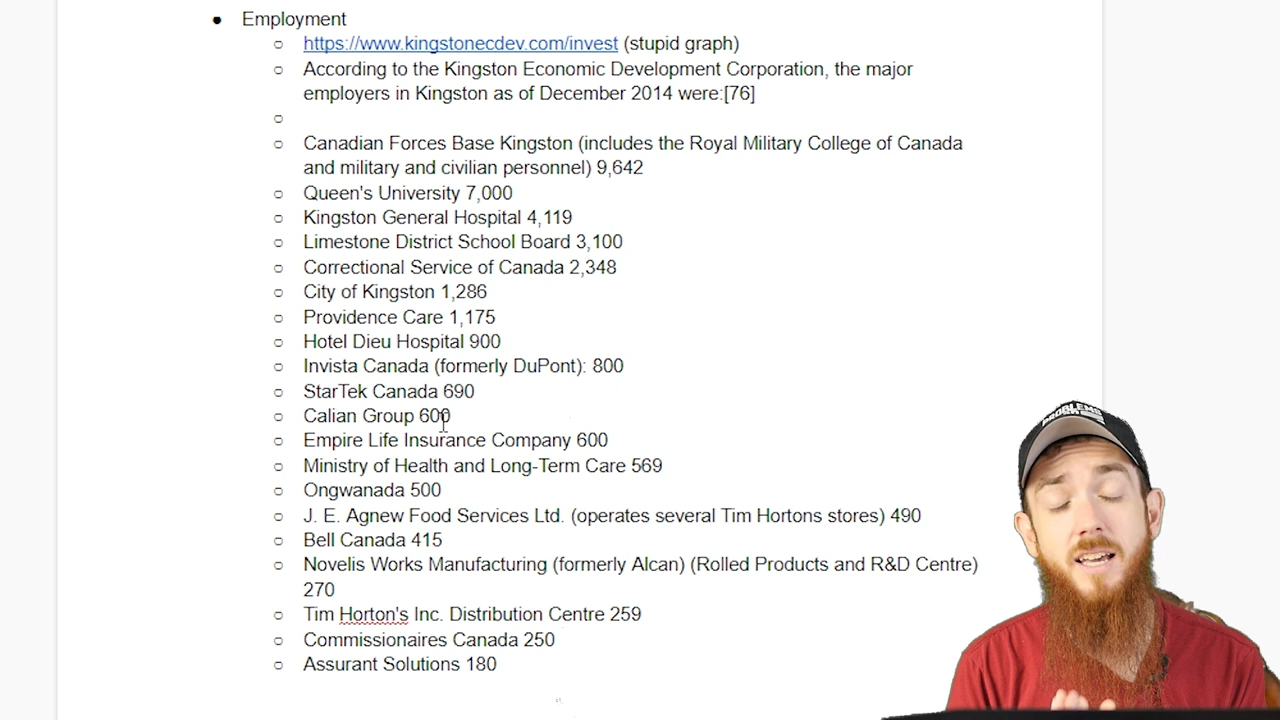 ● Employment
○ https://www.kingstonecdev.com/invest (stupid graph)
○ According to the Kingston Economic Development Corporation, the major
employers in Kingston as of December 2014 were:[76]
○
○ Canadian Forces Base Kingston (includes the Royal Military College of Canada
and military and civilian personnel) 9,642
○ Queen's University 7,000
○ Kingston General Hospital 4,119
○ Limestone District School Board 3,100
○ Correctional Service of Canada 2,348
○ City of Kingston 1,286
○ Providence Care 1,175
○ Hotel Dieu Hospital 900
○ Invista Canada (formerly DuPont): 800
○ StarTek Canada 690
○ Calian Group 600
○ Empire Life Insurance Company 600
○ Ministry of Health and Long-Term Care 569
○ Ongwanada 500
○ J. E. Agnew Food Services Ltd. (operates several Tim Hortons stores) 490
○ Bell Canada 415
○ Novelis Works Manufacturing (formerly Alcan) (Rolled Products and R&D Centre)
270
○ Tim Horton's Inc. Distribution Centre 259
○ Commissionaires Canada 250
○ Assurant Solutions 180
PROBLEMS